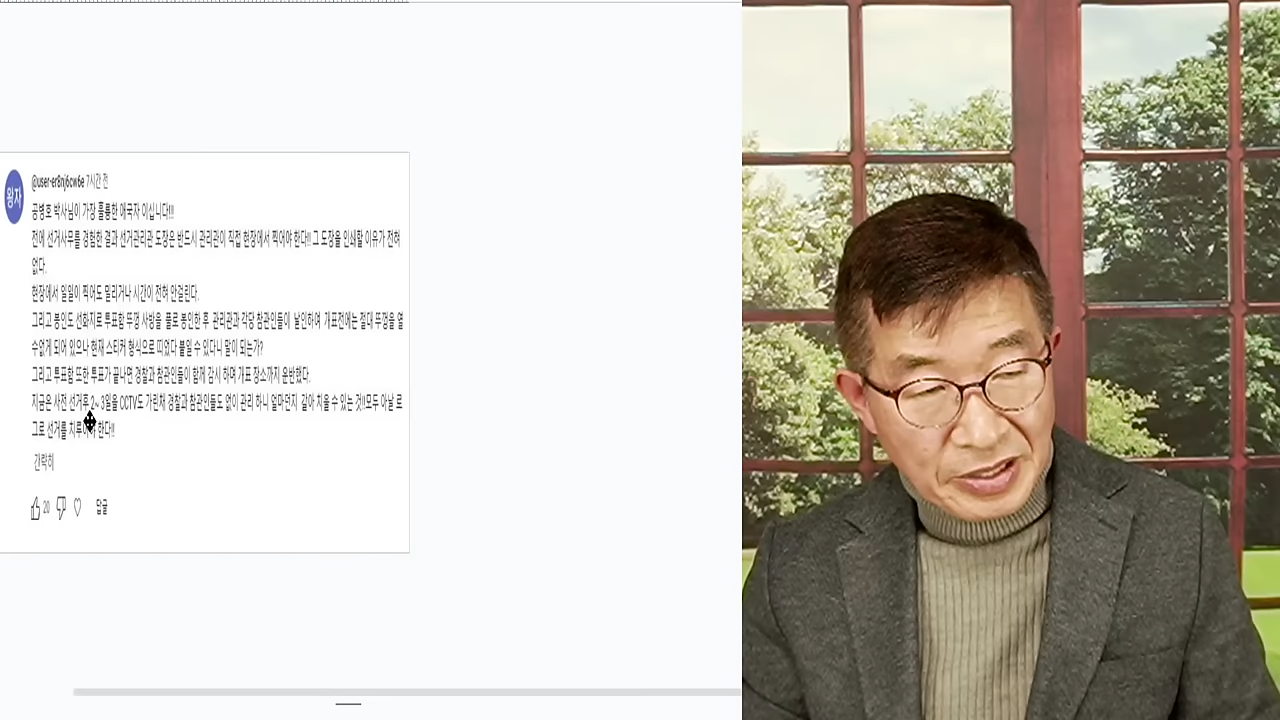 왕자
@user-er8nj6cw6e 7시간 전
공병호 박사님이 가장 훌륭한 애국자 이십니다!!!
전에 선거사무를 경험한 결과 선거관리관 도장은 반드시 관리관이 직접 현장에서 찍어야 한다!! 그 도장을 인쇄할 이유가 전혀
없다.
현장에서 일일이 찍어도 밀리거나 시간이 전혀 안걸린다.
그리고 봉인도 선화지로 투표함 뚜껑 사방을 풀로 봉인한 후 관리관과 각당 참관인들이 날인하여 개표전에는 절대 뚜껑을 열
수없게 되어 있으나 현재 스티커 형식으로 띠었다 붙일 수 있다니 말이 되는가?
그리고 투표함 또한 투표가 끝나면 경찰과 참관인들이 함께 감시 하며 개표 장소까지 운반했다.
지금은 사전 선거후 2~ 3일을 CCTV도 가린채 경찰과 참관인들도 없이 관리 하니 얼마던지 갈아 치울 수 있는 것!!모두 아날 로
그로 선거를 치루어야 한다!!
간략히
20 답글